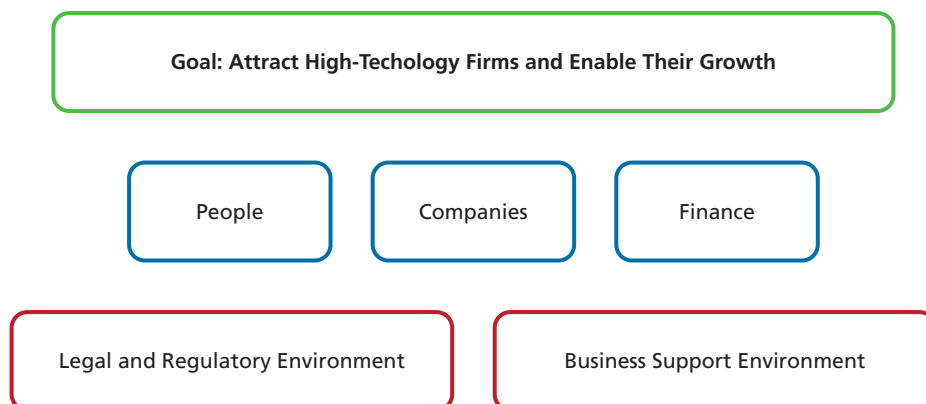 Goal: Attract High-Techology Firms and Enable Their Growth
People
Companies
Finance
Legal and Regulatory Environment
Business Support Environment